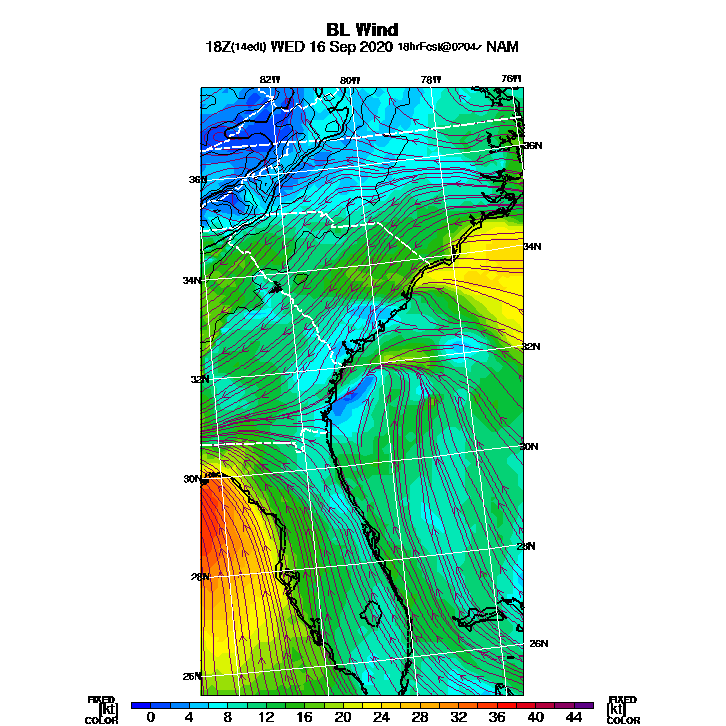 BL Wind
18Z(14edt) WED 16 Sep 2020 18hrFcst@0204z NAM
82W 80W 78W 76W
36N
36N
34N
34N
32N
32N
30N
30N
28N
28N
26N
26N
FIXED FIXED
[kt] 0 4 8 12 16 20 24 28 32 36 40 44 [kt]
COLOR COLOR